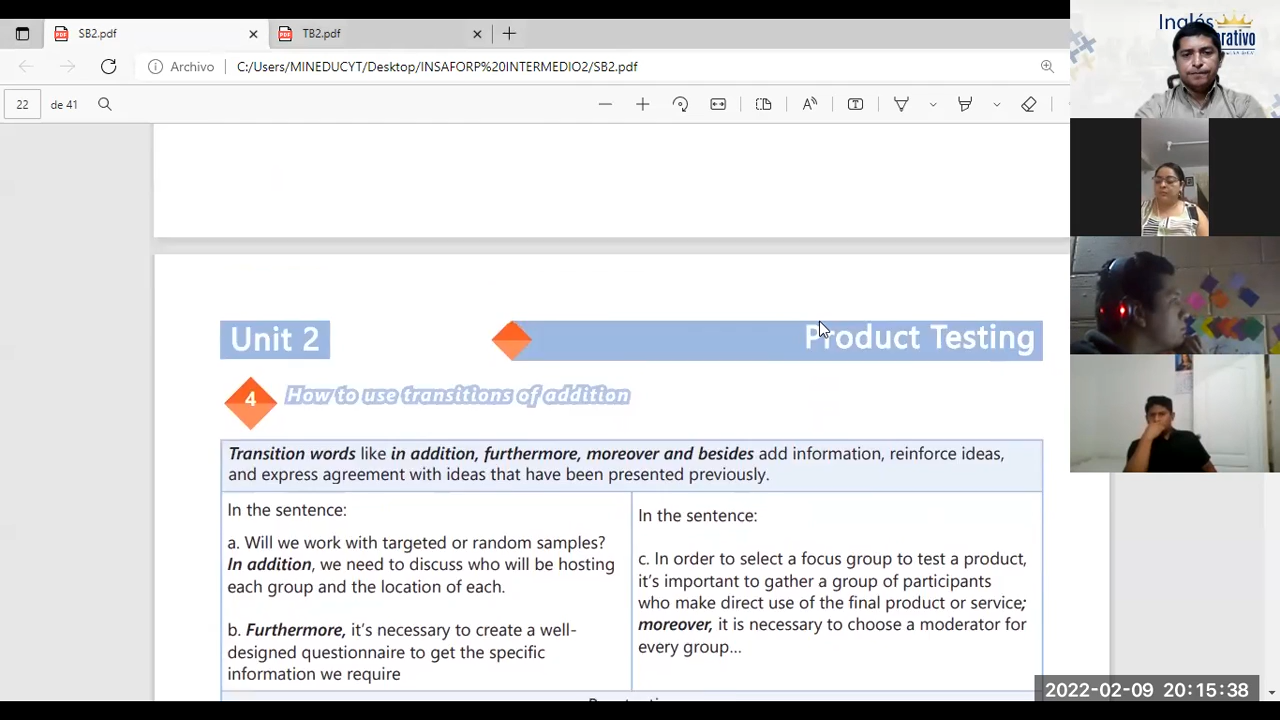 SB2.pdf
TB2.pdf
Archivo
C:/Users/MINEDUCYT/Desktop/INSAFORP%20INTERMEDIO2/SB2.pdf
22 de 41
Inglés
Unit 2
Product Testing
4 How to use transitions of addition
Transition words like in addition, furthermore, moreover and besides add information, reinforce ideas,
and express agreement with ideas that have been presented previously.
In the sentence:
a. Will we work with targeted or random samples?
In addition, we need to discuss who will be hosting
each group and the location of each.
b. Furthermore, it's necessary to create a well-
designed questionnaire to get the specific
information we require
In the sentence:
c. In order to select a focus group to test a product,
it's important to gather a group of participants
who make direct use of the final product or service;
moreover, it is necessary to choose a moderator for
every group...
2022-02-09 20:15:38